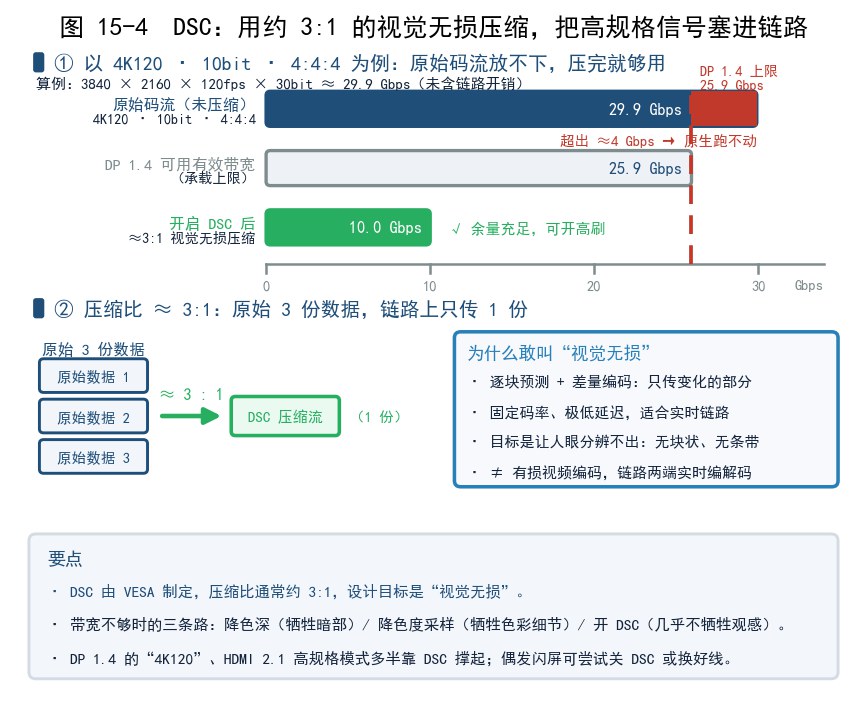 图 15-4  DSC：用约 3:1 的视觉无损压缩，把高规格信号塞进链路
① 以 4K120 · 10bit · 4:4:4 为例：原始码流放不下，压完就够用
DP 1.4 上限
25.9 Gbps
算例：3840 × 2160 × 120fps × 30bit ≈ 29.9 Gbps（未含链路开销）
原始码流（未压缩）
4K120 · 10bit · 4:4:4
29.9 Gbps
超出 ≈4 Gbps → 原生跑不动
DP 1.4 可用有效带宽
（承载上限）
25.9 Gbps
开启 DSC 后
≈3:1 视觉无损压缩
10.0 Gbps
√ 余量充足，可开高刷
0 10 20 30 Gbps
② 压缩比 ≈ 3:1：原始 3 份数据，链路上只传 1 份
原始 3 份数据
原始数据 1
原始数据 2
原始数据 3
≈ 3 : 1
DSC 压缩流
（1 份）
为什么敢叫“视觉无损”
· 逐块预测 + 差量编码：只传变化的部分
· 固定码率、极低延迟，适合实时链路
· 目标是让人眼分辨不出：无块状、无条带
· ≠ 有损视频编码，链路两端实时编解码
要点
· DSC 由 VESA 制定，压缩比通常约 3:1，设计目标是“视觉无损”。
· 带宽不够时的三条路：降色深（牺牲暗部）/ 降色度采样（牺牲色彩细节）/ 开 DSC（几乎不牺牲观感）。
· DP 1.4 的“4K120”、HDMI 2.1 高规格模式多半靠 DSC 撑起；偶发闪屏可尝试关 DSC 或换好线。